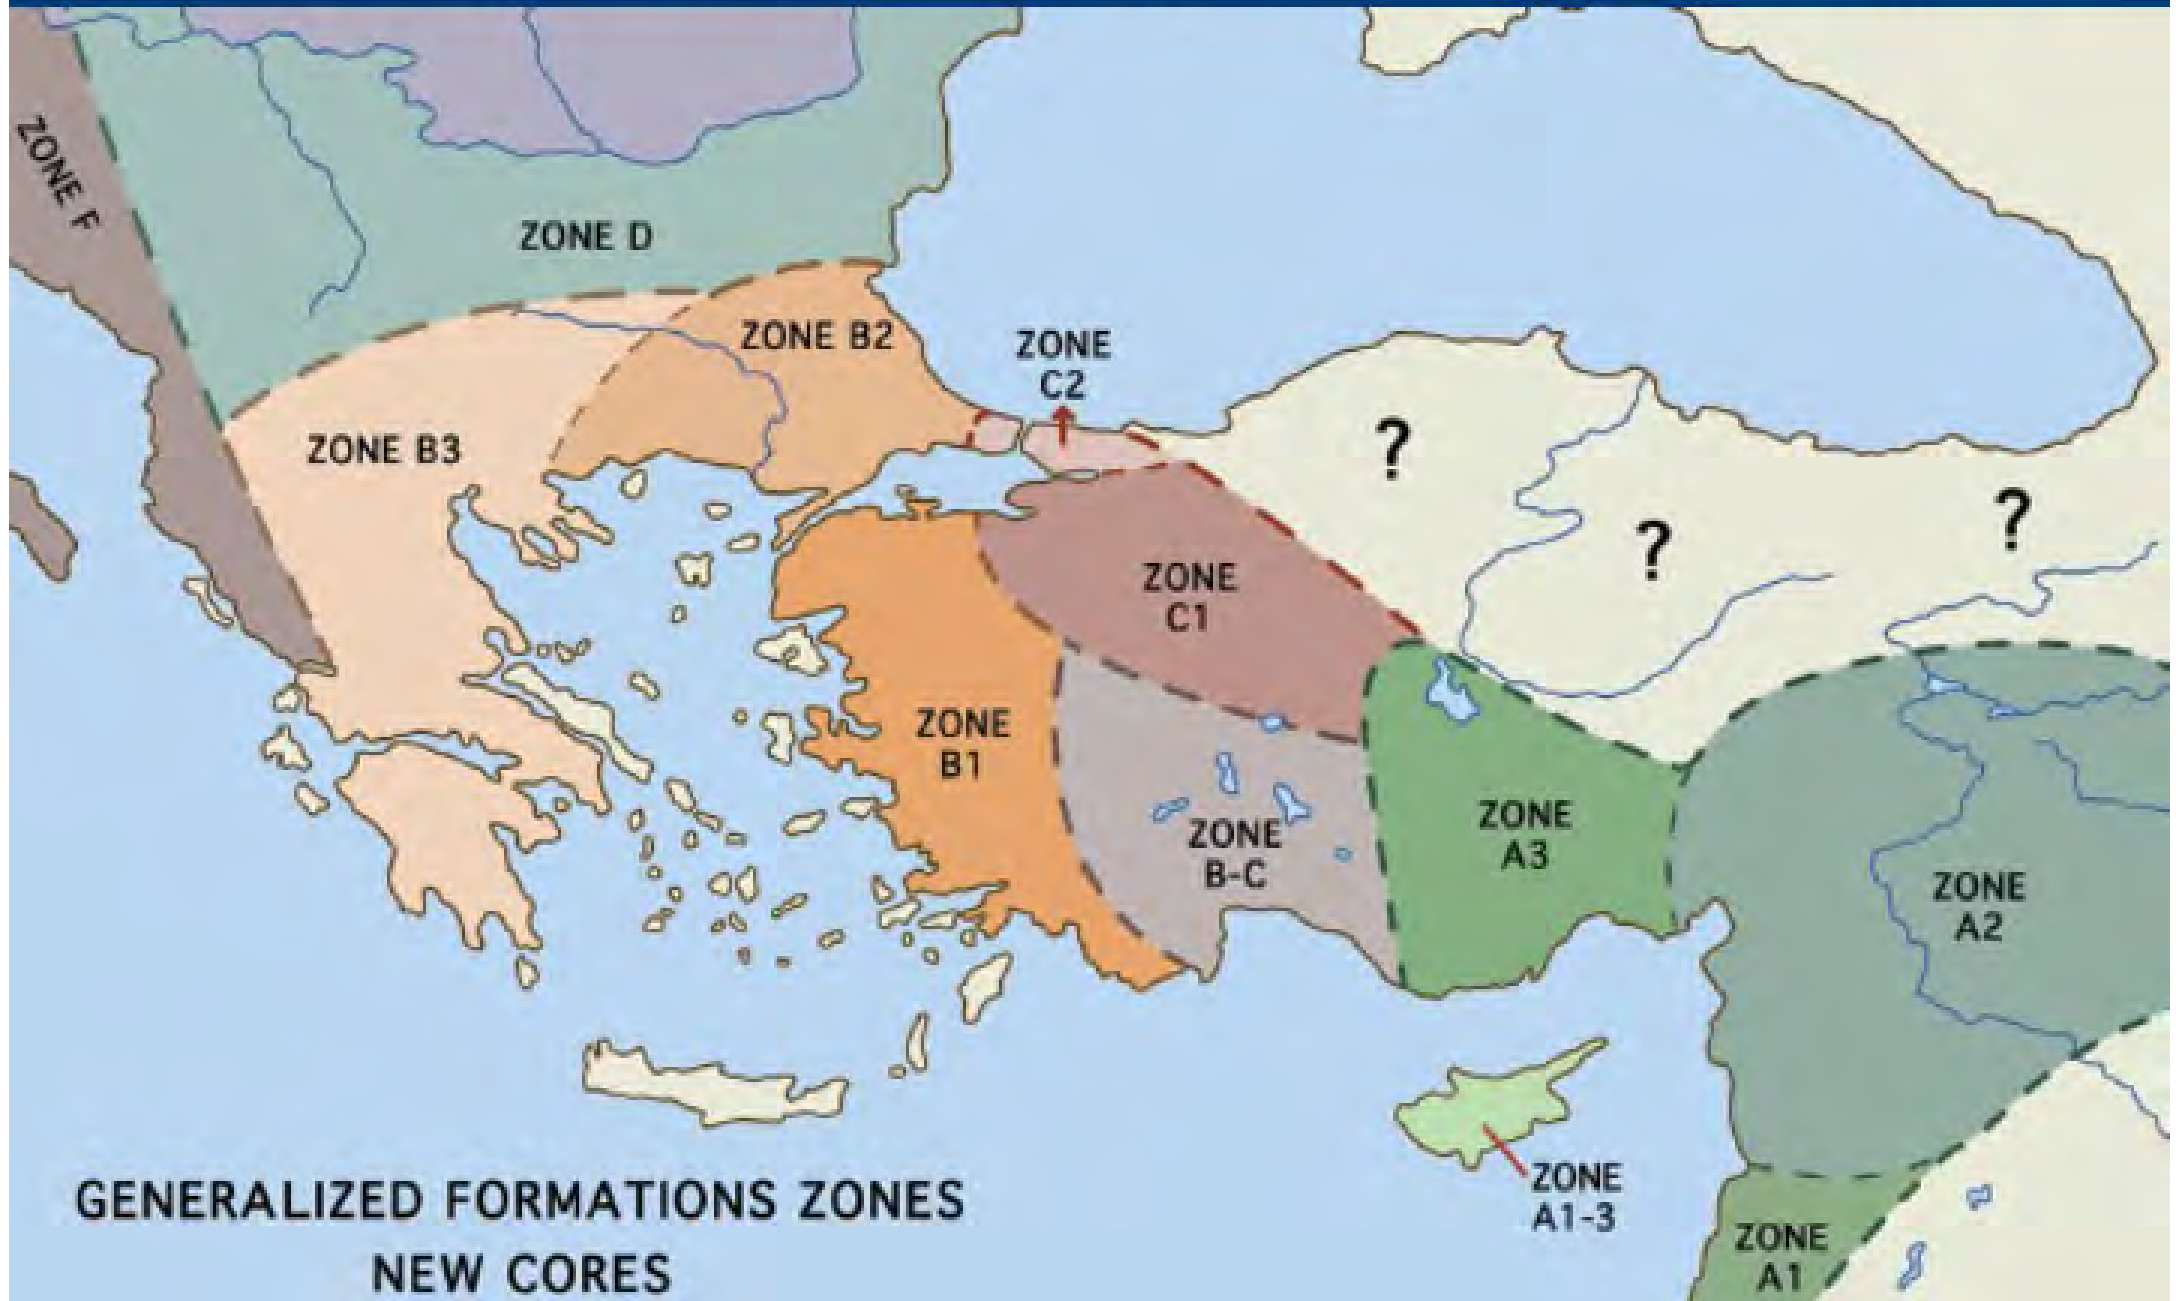 ZONE F
ZONE D
ZONE B2
ZONE
C2
ZONE B3
?
?
?
ZONE
C1
ZONE
B1
ZONE
B-C
ZONE
A3
ZONE
A2
ZONE
A1-3
ZONE
A1
GENERALIZED FORMATIONS ZONES
NEW CORES